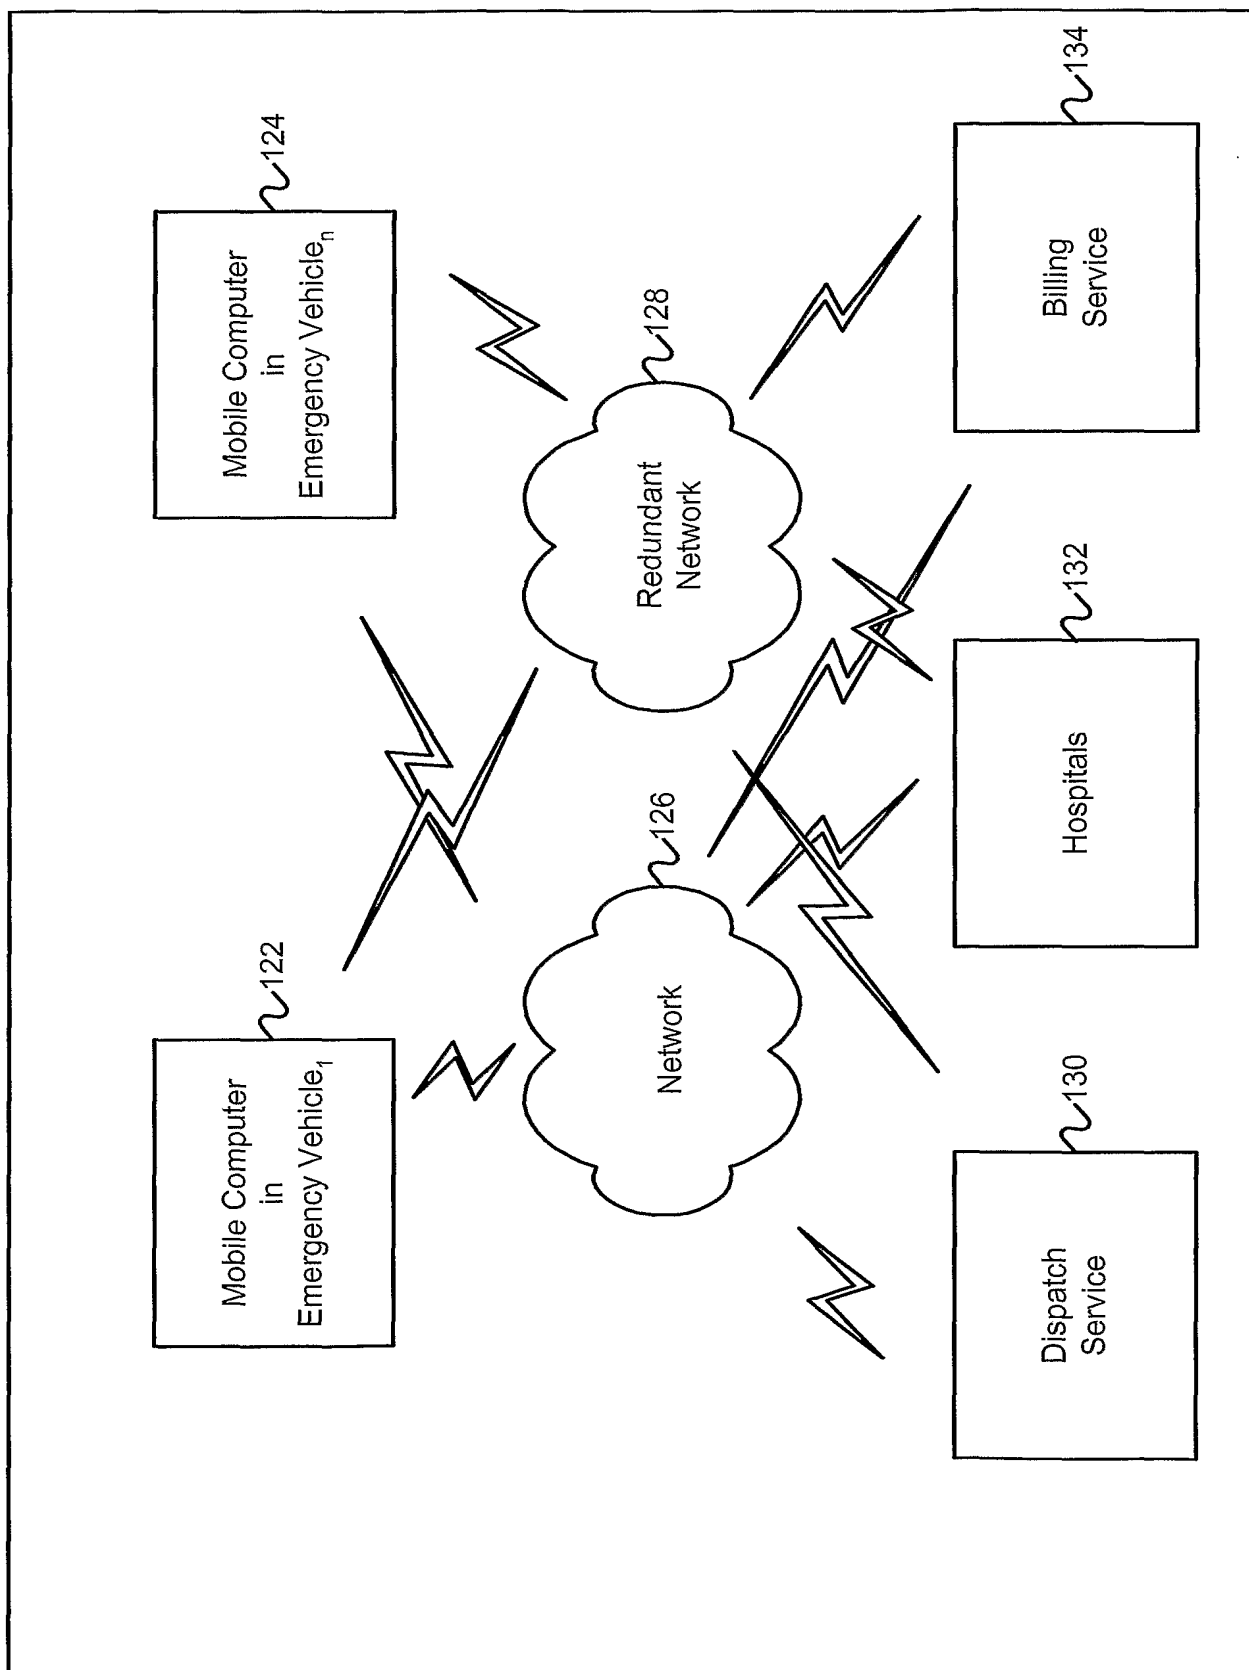 Mobile Computer
in
Emergency Vehicle1
122
Mobile Computer
in
Emergency Vehiclen
124
Network
126
Redundant
Network
128
Dispatch
Service
130
Hospitals
132
Billing
Service
134